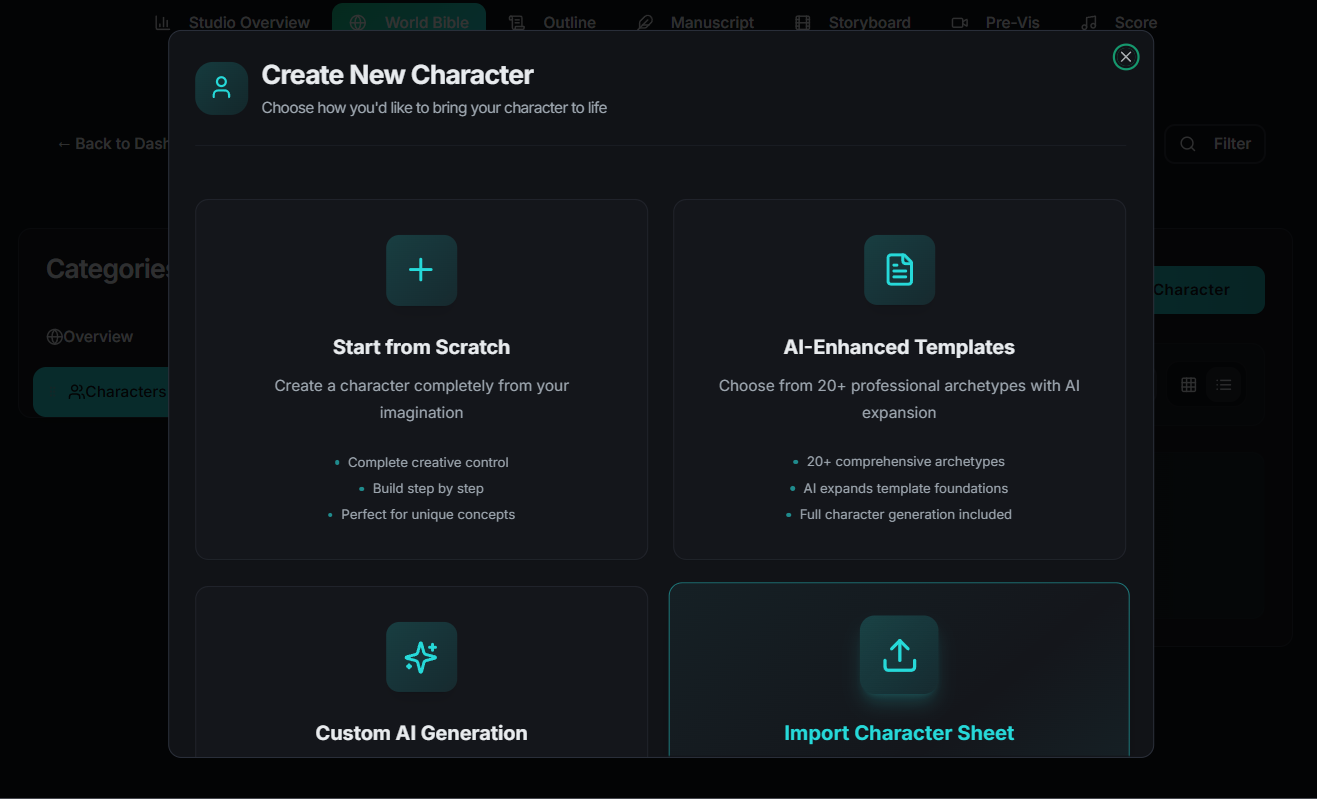 Studio Overview
World Bible
Outline
Manuscript
Storyboard
Pre-Vis
Score
Create New Character
Choose how you'd like to bring your character to life
← Back to Dash
Filter
Categories
Overview
Characters
Character
Start from Scratch
Create a character completely from your
imagination
• Complete creative control
• Build step by step
• Perfect for unique concepts
AI-Enhanced Templates
Choose from 20+ professional archetypes with AI
expansion
• 20+ comprehensive archetypes
• AI expands template foundations
• Full character generation included
Custom AI Generation
Import Character Sheet